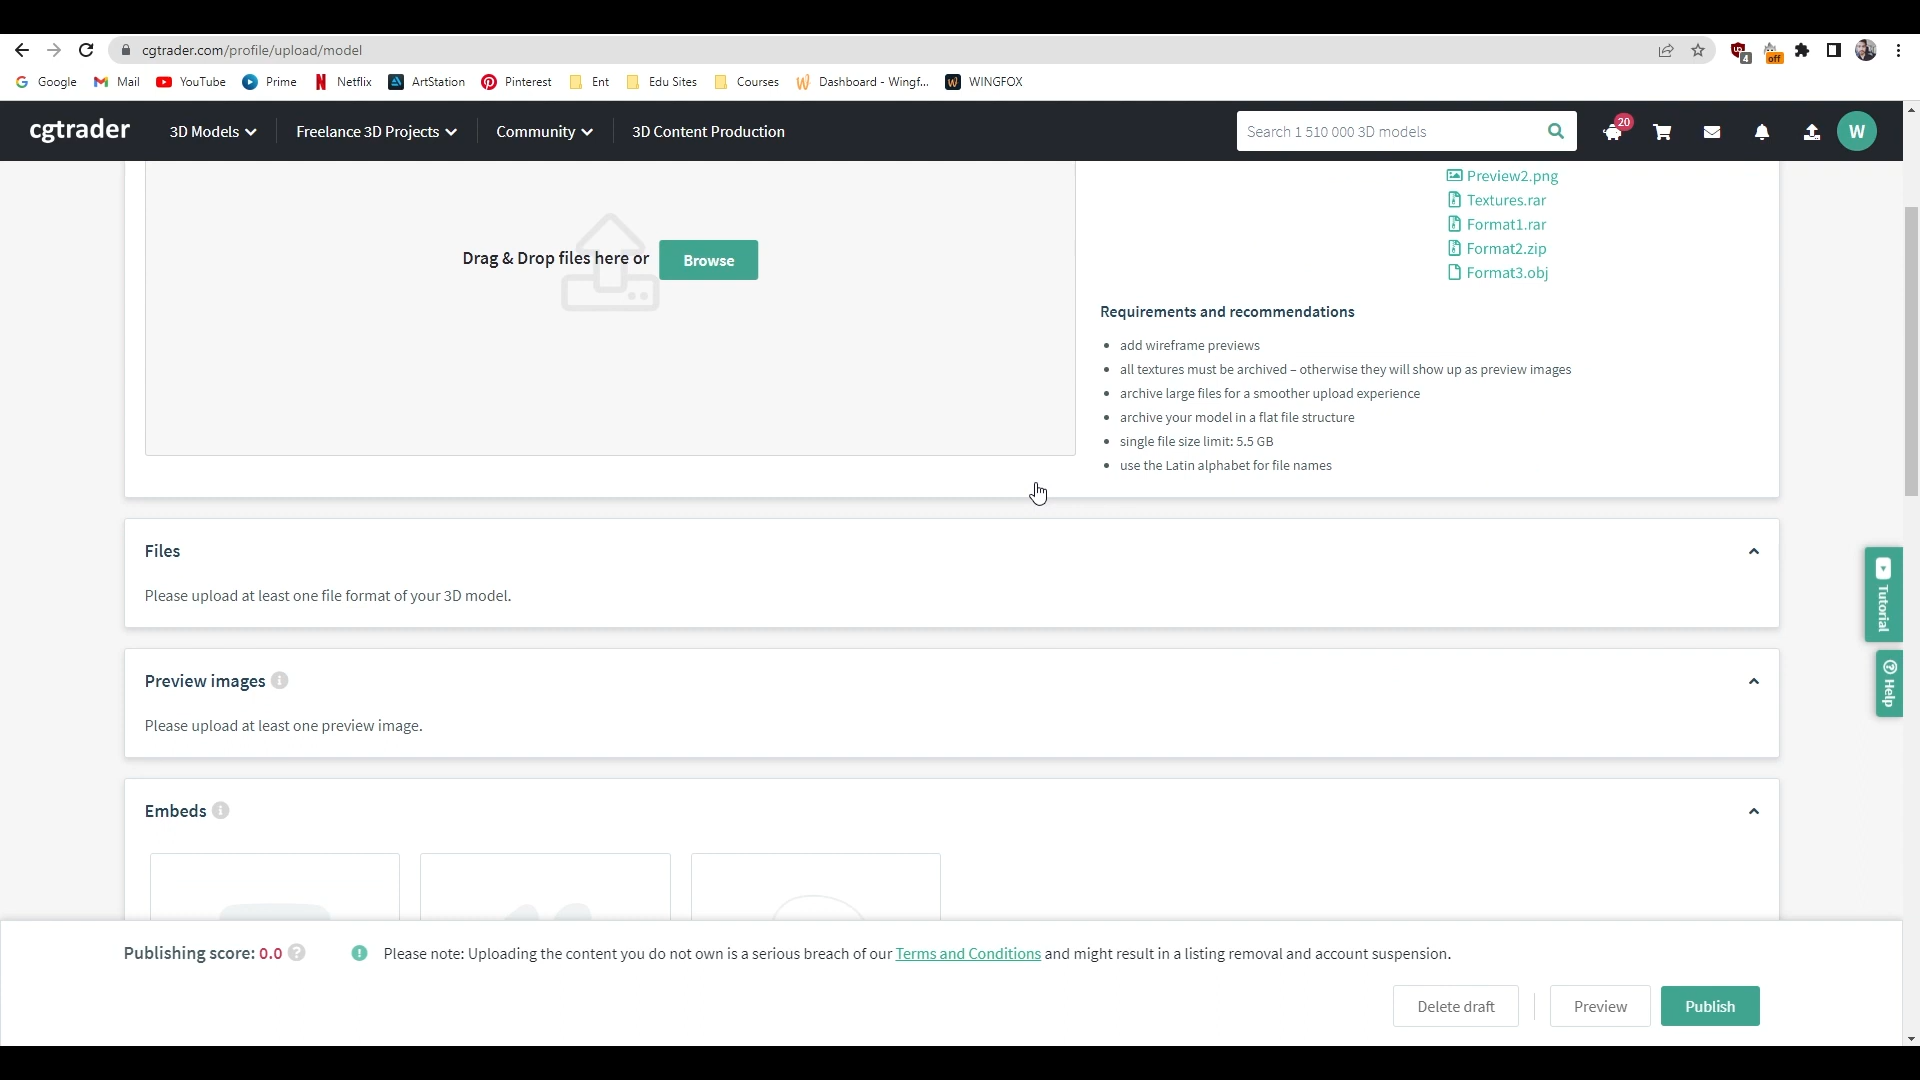 cgtrader.com/profile/upload/model
4
off
Google Mail YouTube Prime Netflix ArtStation Pinterest Ent Edu Sites Courses Dashboard - Wingf... WINGFOX
cgtrader 3D Models Freelance 3D Projects Community 3D Content Production Search 1 510 000 3D models 20 W
Preview2.png
Textures.rar
Format1.rar
Format2.zip
Format3.obj
Drag & Drop files here or Browse
Requirements and recommendations
add wireframe previews
all textures must be archived – otherwise they will show up as preview images
archive large files for a smoother upload experience
archive your model in a flat file structure
single file size limit: 5.5 GB
use the Latin alphabet for file names
Files
Please upload at least one file format of your 3D model.
Tutorial
Help
Preview images
Please upload at least one preview image.
Embeds
Publishing score: 0.0 ? ! Please note: Uploading the content you do not own is a serious breach of our Terms and Conditions and might result in a listing removal and account suspension.
Delete draft Preview Publish